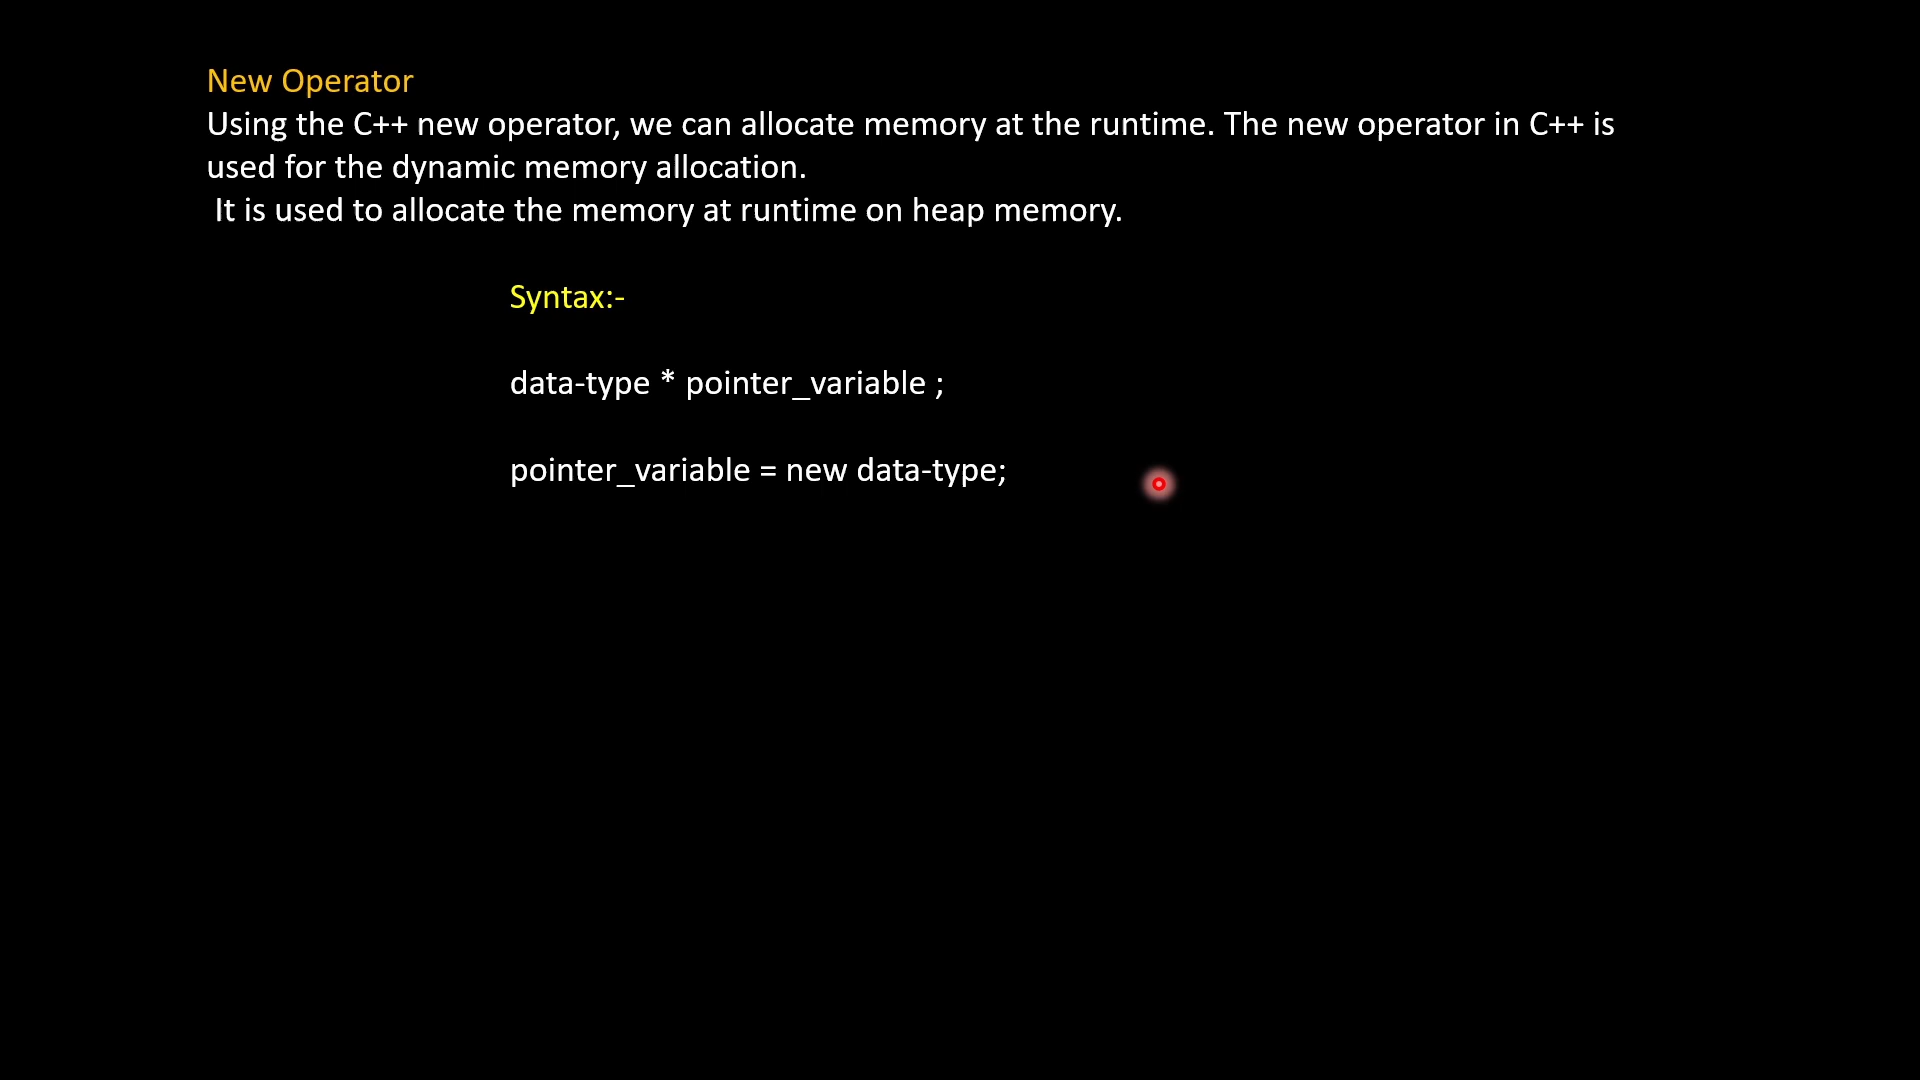 New Operator
Using the C++ new operator, we can allocate memory at the runtime. The new operator in C++ is
used for the dynamic memory allocation.
It is used to allocate the memory at runtime on heap memory.
Syntax:-
data-type * pointer_variable ;
pointer_variable = new data-type;